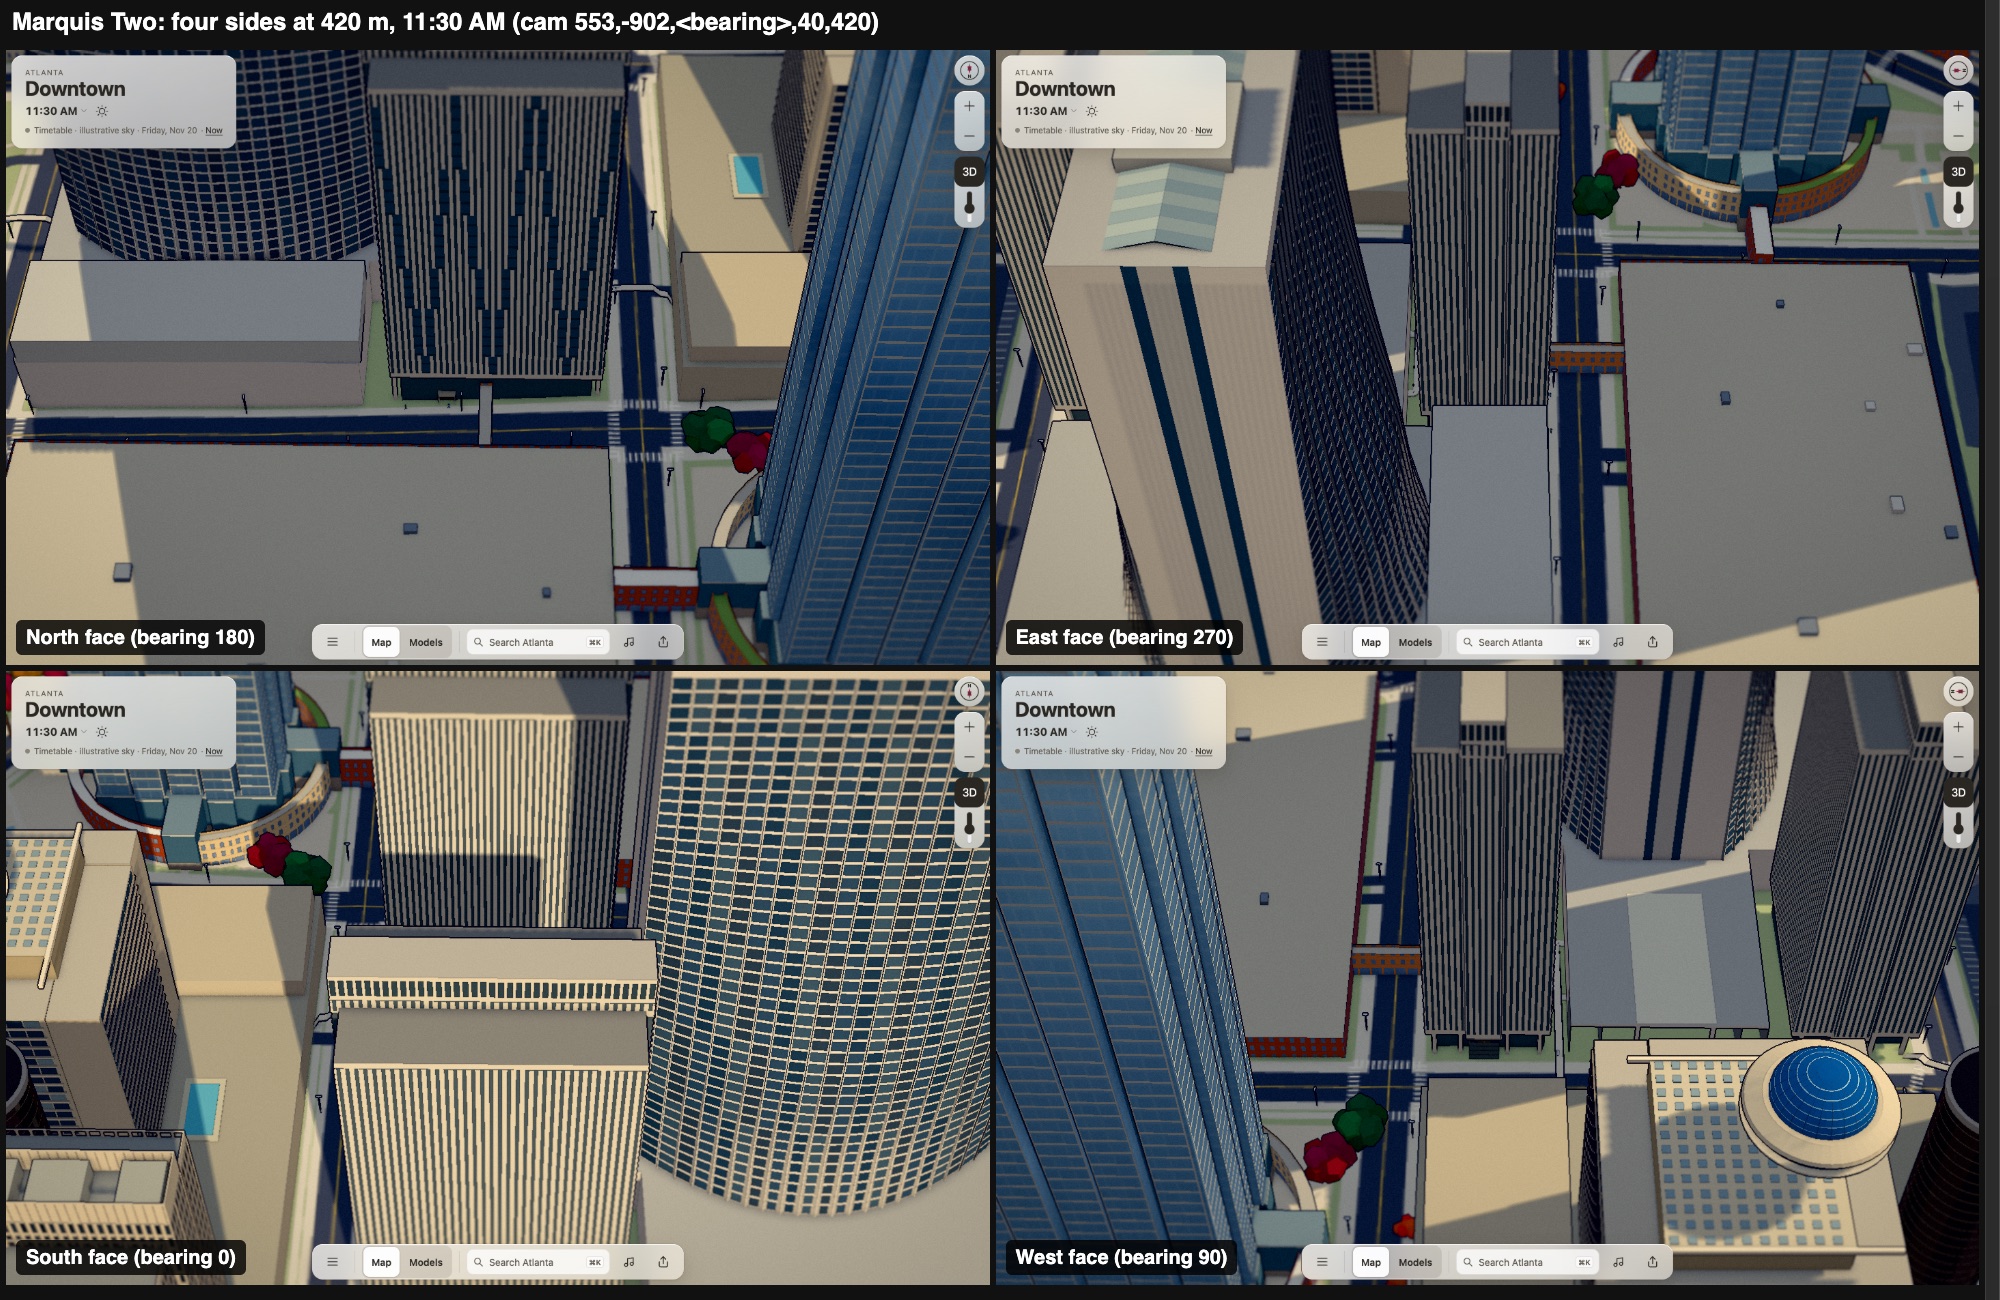 Marquis Two: four sides at 420 m, 11:30 AM (cam 553,-902,<bearing>,40,420)
ATLANTA
Downtown
11:30 AM
Timetable · illustrative sky · Friday, Nov 20 · Now
N
+
−
3D
North face (bearing 180)
Map
Models
Search Atlanta
⌘K
ATLANTA
Downtown
11:30 AM
Timetable · illustrative sky · Friday, Nov 20 · Now
N
+
−
3D
East face (bearing 270)
Map
Models
Search Atlanta
⌘K
ATLANTA
Downtown
11:30 AM
Timetable · illustrative sky · Friday, Nov 20 · Now
N
+
−
3D
South face (bearing 0)
Map
Models
Search Atlanta
⌘K
ATLANTA
Downtown
11:30 AM
Timetable · illustrative sky · Friday, Nov 20 · Now
N
+
−
3D
West face (bearing 90)
Map
Models
Search Atlanta
⌘K